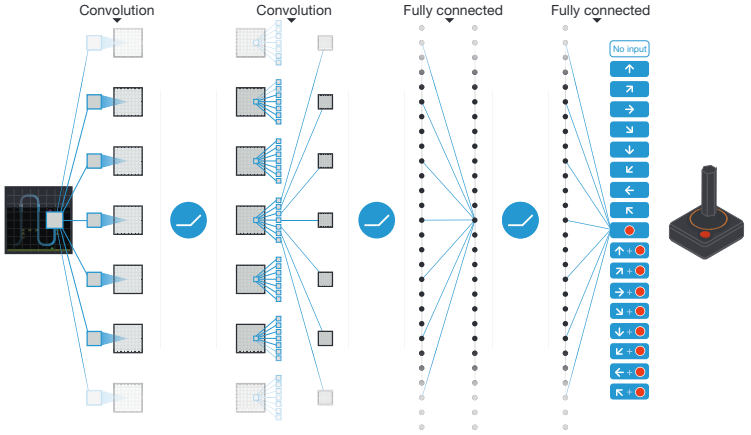 Convolution
Convolution
Fully connected
Fully connected
No input
+
+
+
+
+
+
+
+